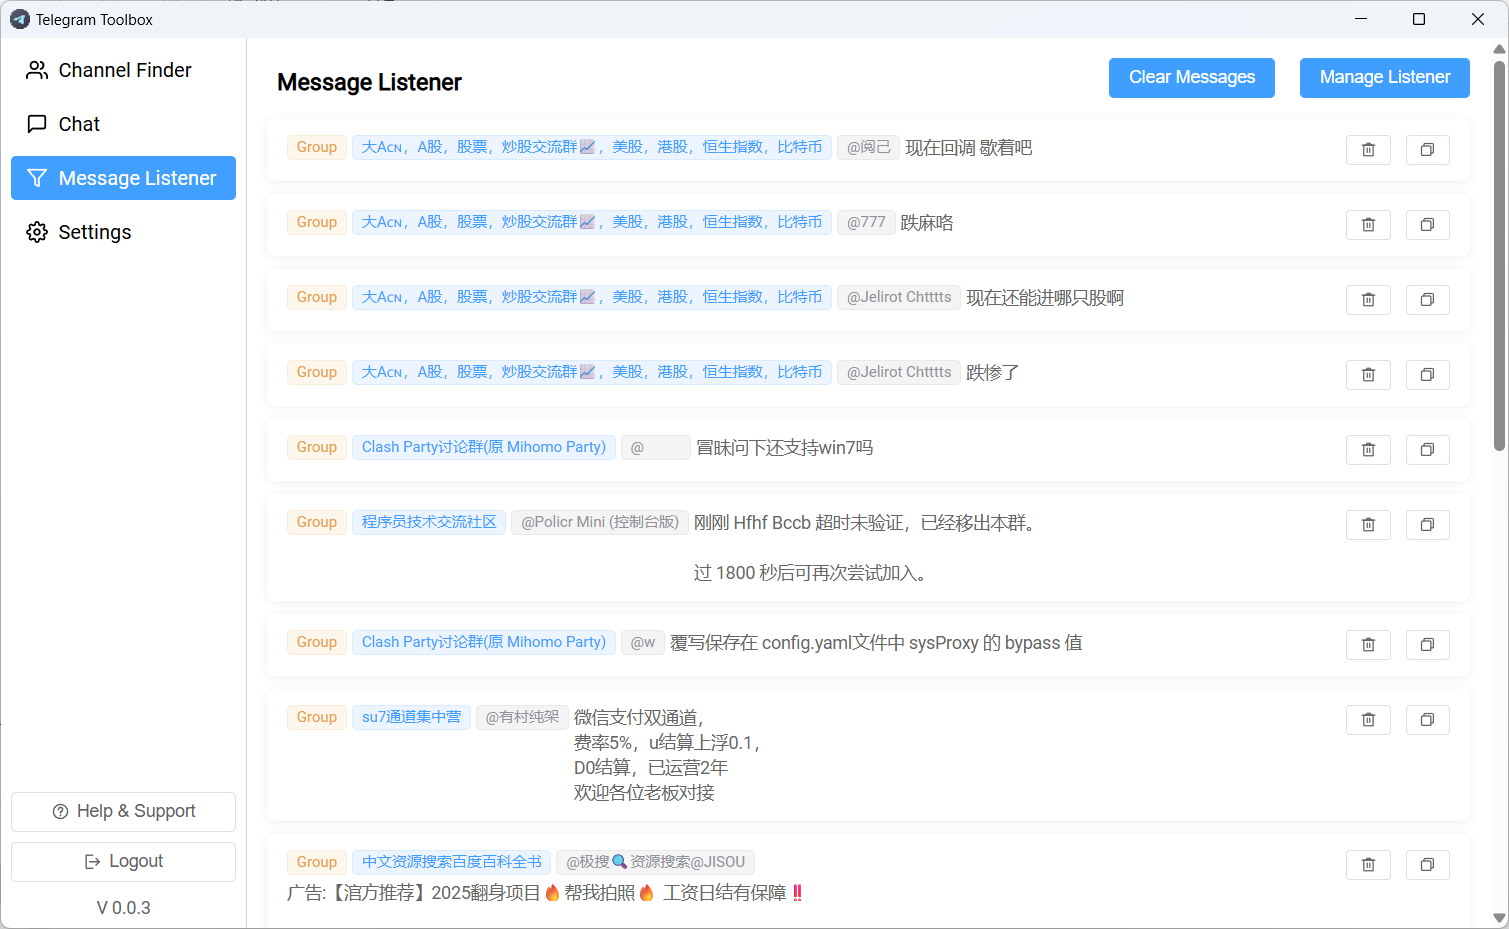 Telegram Toolbox
Channel Finder
Chat
Message Listener
Settings
Help & Support
Logout
V 0.0.3
Message Listener
Clear Messages
Manage Listener
Group 大Aᴄɴ，A股，股票，炒股交流群📈，美股，港股，恒生指数，比特币 @阅己 现在回调 歇着吧
Group 大Aᴄɴ，A股，股票，炒股交流群📈，美股，港股，恒生指数，比特币 @777 跌麻咯
Group 大Aᴄɴ，A股，股票，炒股交流群📈，美股，港股，恒生指数，比特币 @Jelirot Chtttts 现在还能进哪只股啊
Group 大Aᴄɴ，A股，股票，炒股交流群📈，美股，港股，恒生指数，比特币 @Jelirot Chtttts 跌惨了
Group Clash Party讨论群(原 Mihomo Party) @ 冒昧问下还支持win7吗
Group 程序员技术交流社区 @Policr Mini (控制台版) 刚刚 Hfhf Bccb 超时未验证，已经移出本群。
过 1800 秒后可再次尝试加入。
Group Clash Party讨论群(原 Mihomo Party) @w 覆写保存在 config.yaml文件中 sysProxy 的 bypass 值
Group su7通道集中营 @有村纯架 微信支付双通道，
费率5%，u结算上浮0.1，
D0结算，已运营2年
欢迎各位老板对接
Group 中文资源搜索百度百科全书 @极搜🔍资源搜索@JISOU
广告:【涫方推荐】2025翻身项目🔥帮我拍照🔥 工资日结有保障‼️